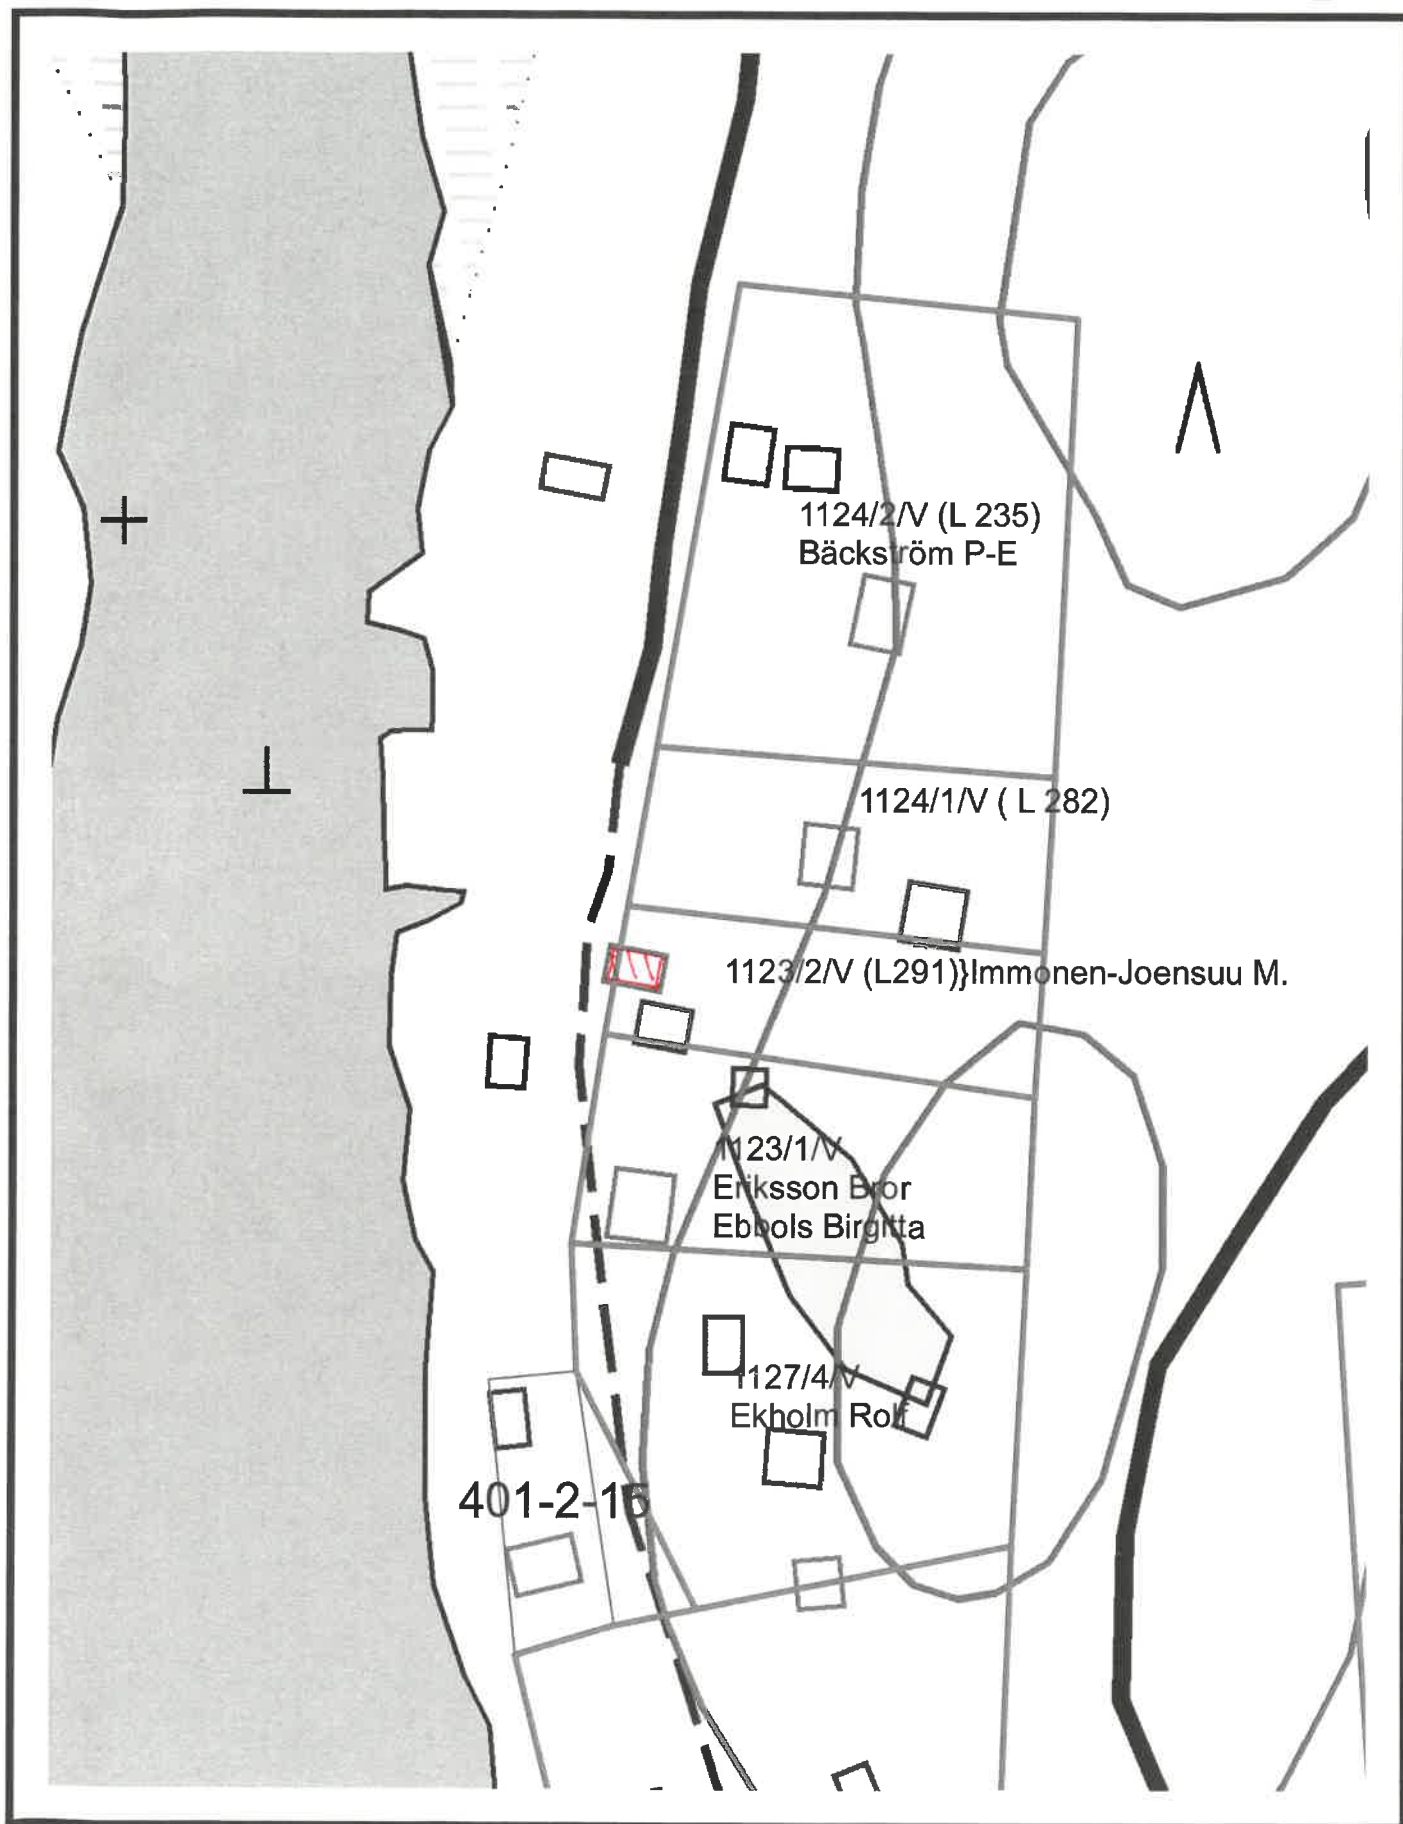 1124/2/V (L 235)
Bäckström P-E
1124/1/V ( L 282)
1123/2/V (L291)}Immonen-Joensuu M.
1123/1/V
Eriksson Bror
Ebbols Birgitta
1127/4/V
Ekholm Rolf
401-2-16